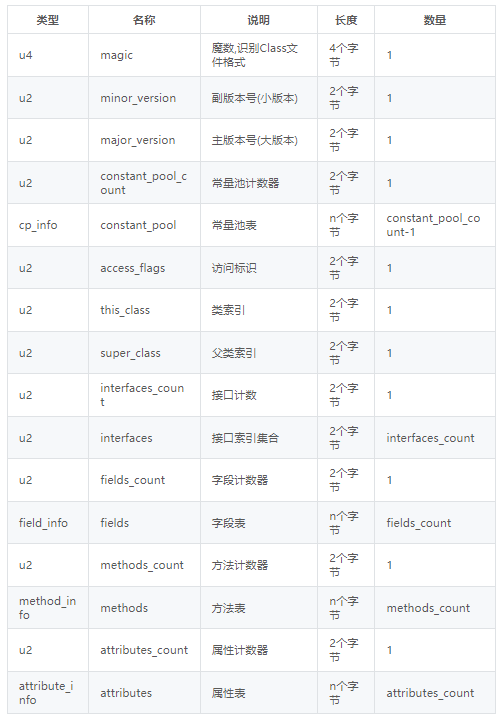 类型 名称 说明 长度 数量
u4 magic 魔数,识别Class文 4个字 1
件格式 节
u2 minor_version 副版本号(小版本) 2个字 1
节
u2 major_version 主版本号(大版本) 2个字 1
节
u2 constant_pool_c 常量池计数器 2个字 1
ount 节
cp_info constant_pool 常量池表 n个字 constant_pool_co
节 unt-1
u2 access_flags 访问标识 2个字 1
节
u2 this_class 类索引 2个字 1
节
u2 super_class 父类索引 2个字 1
节
u2 interfaces_coun 接口计数 2个字 1
t 节
u2 interfaces 接口索引集合 2个字 interfaces_count
节
u2 fields_count 字段计数器 2个字 1
节
field_info fields 字段表 n个字 fields_count
节
u2 methods_count 方法计数器 2个字 1
节
method_in methods 方法表 n个字 methods_count
fo 节
u2 attributes_count 属性计数器 2个字 1
节
attribute_i attributes 属性表 n个字 attributes_count
nfo 节